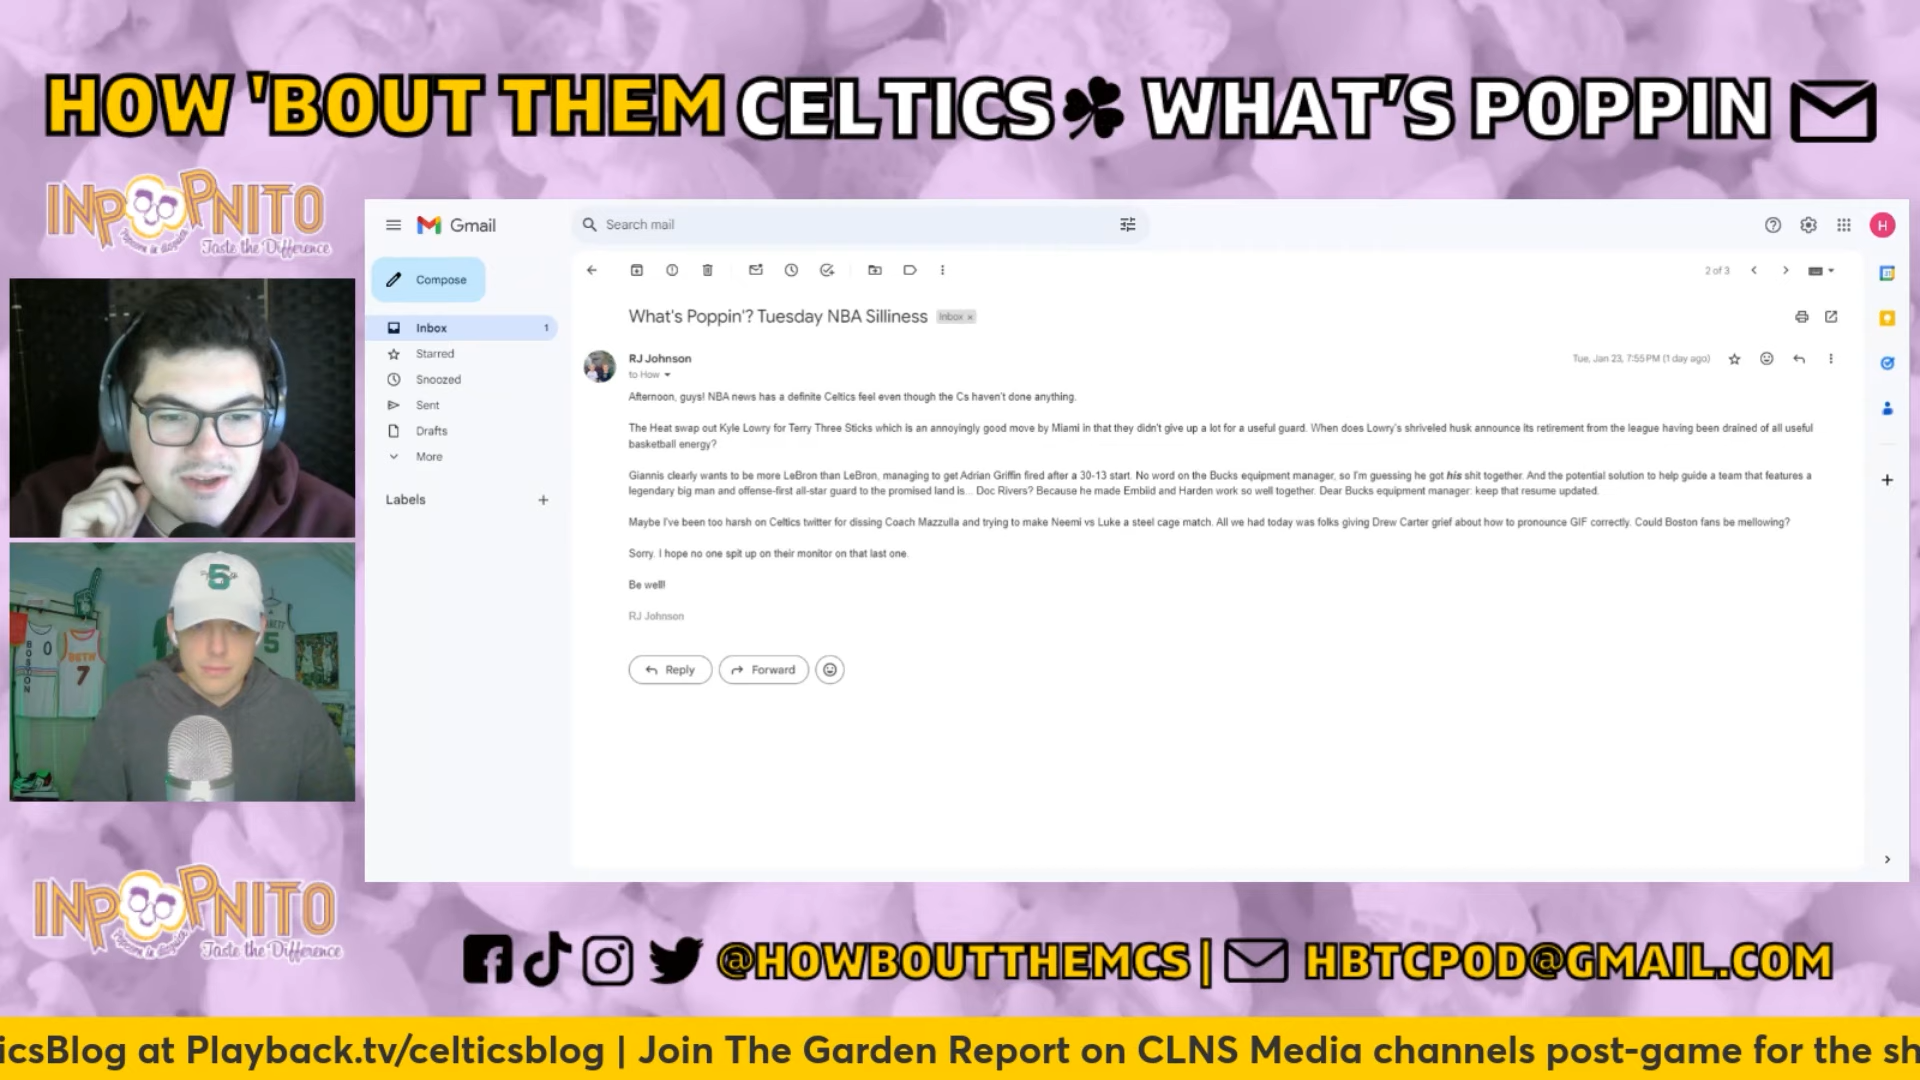 HOW 'BOUT THEM CELTICS WHAT'S POPPIN
INPOPNITO
Popcorn in disguise
Taste the Difference
Gmail
Search mail
H
Compose
2 of 3
Inbox 1
Starred
Snoozed
Sent
Drafts
More
Labels
What's Poppin'? Tuesday NBA Silliness Inbox x
RJ Johnson
Tue, Jan 23, 7:55 PM (1 day ago)
to How
Afternoon, guys! NBA news has a definite Celtics feel even though the Cs haven't done anything.
The Heat swap out Kyle Lowry for Terry Three Sticks which is an annoyingly good move by Miami in that they didn't give up a lot for a useful guard. When does Lowry's shriveled husk announce its retirement from the league having been drained of all useful
basketball energy?
Giannis clearly wants to be more LeBron than LeBron, managing to get Adrian Griffin fired after a 30-13 start. No word on the Bucks equipment manager, so I'm guessing he got his shit together. And the potential solution to help guide a team that features a
legendary big man and offense-first all-star guard to the promised land is... Doc Rivers? Because he made Embiid and Harden work so well together. Dear Bucks equipment manager: keep that resume updated.
Maybe I've been too harsh on Celtics twitter for dissing Coach Mazzulla and trying to make Neemi vs Luke a steel cage match. All we had today was folks giving Drew Carter grief about how to pronounce GIF correctly. Could Boston fans be mellowing?
Sorry. I hope no one spit up on their monitor on that last one.
Be well!
RJ Johnson
Reply Forward
5
BOSTON
0
7
5
INPOPNITO
Popcorn in disguise
Taste the Difference
@HOWBOUTTHEMCS | HBTCPOD@GMAIL.COM
icsBlog at Playback.tv/celticsblog | Join The Garden Report on CLNS Media channels post-game for the sh